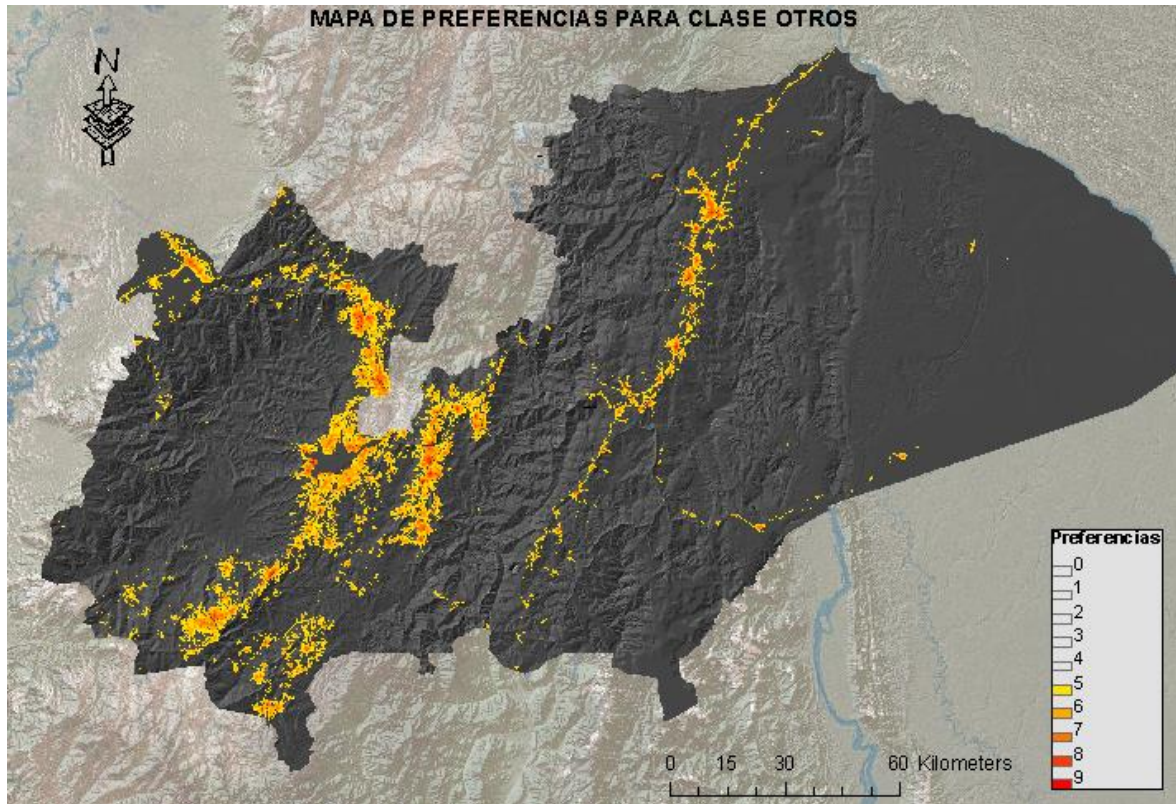 MAPA DE PREFERENCIAS PARA CLASE OTROS
N
Preferencias
0
1
2
3
4
5
6
7
8
9
0 15 30 60 Kilometers